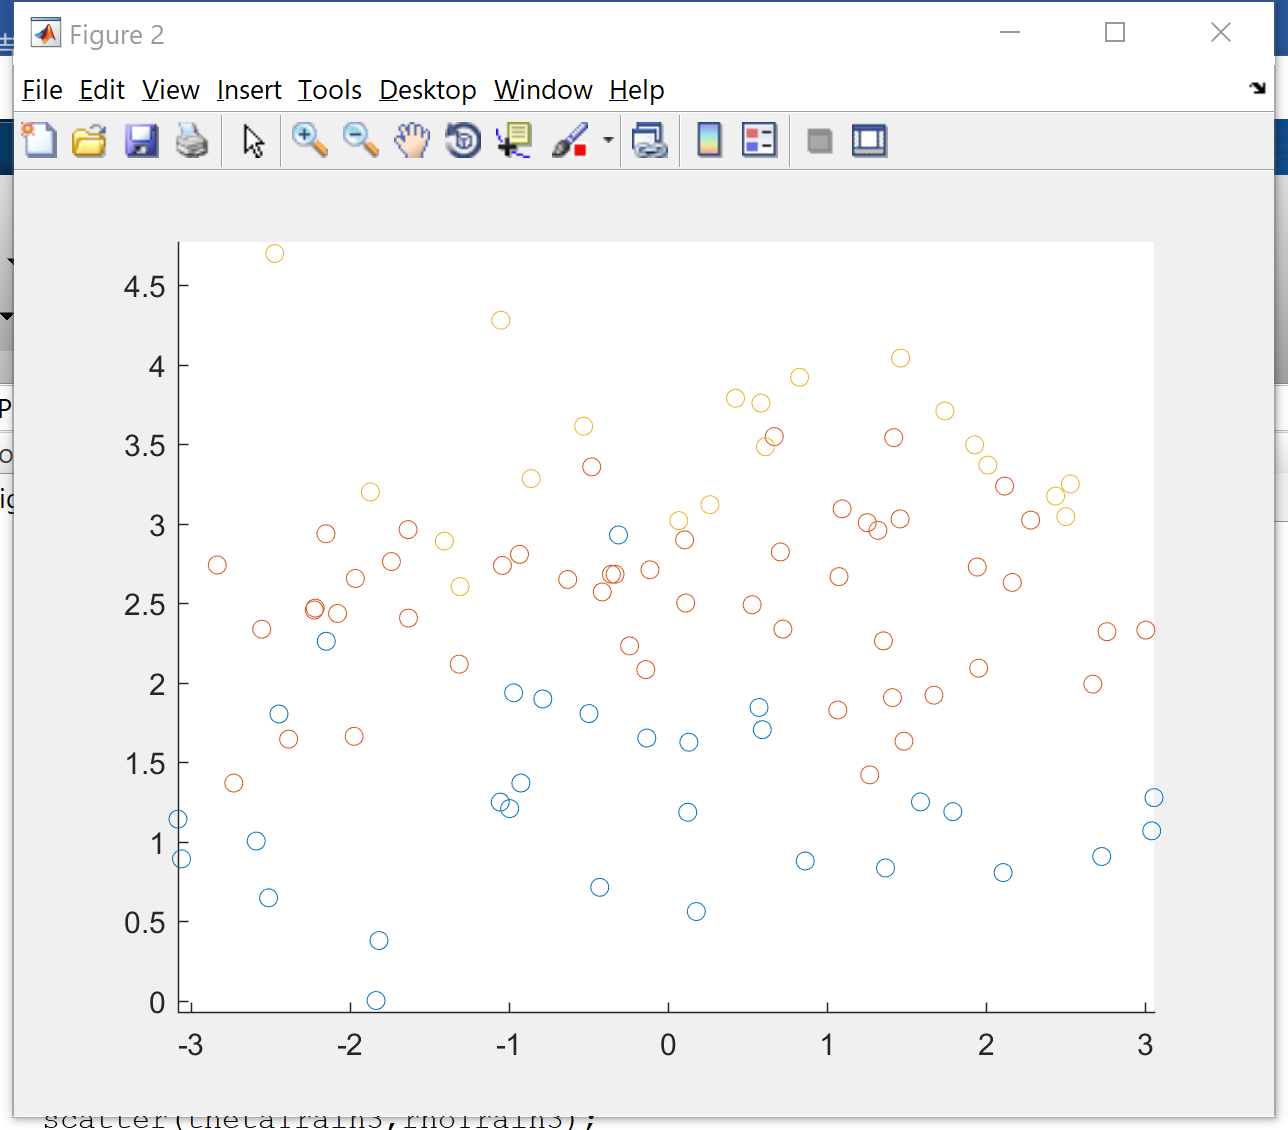 Figure 2
File Edit View Insert Tools Desktop Window Help
4.5
4
3.5
3
2.5
2
1.5
1
0.5
0
-3 -2 -1 0 1 2 3
scatter(thetaTrain3,rhoTrain3);